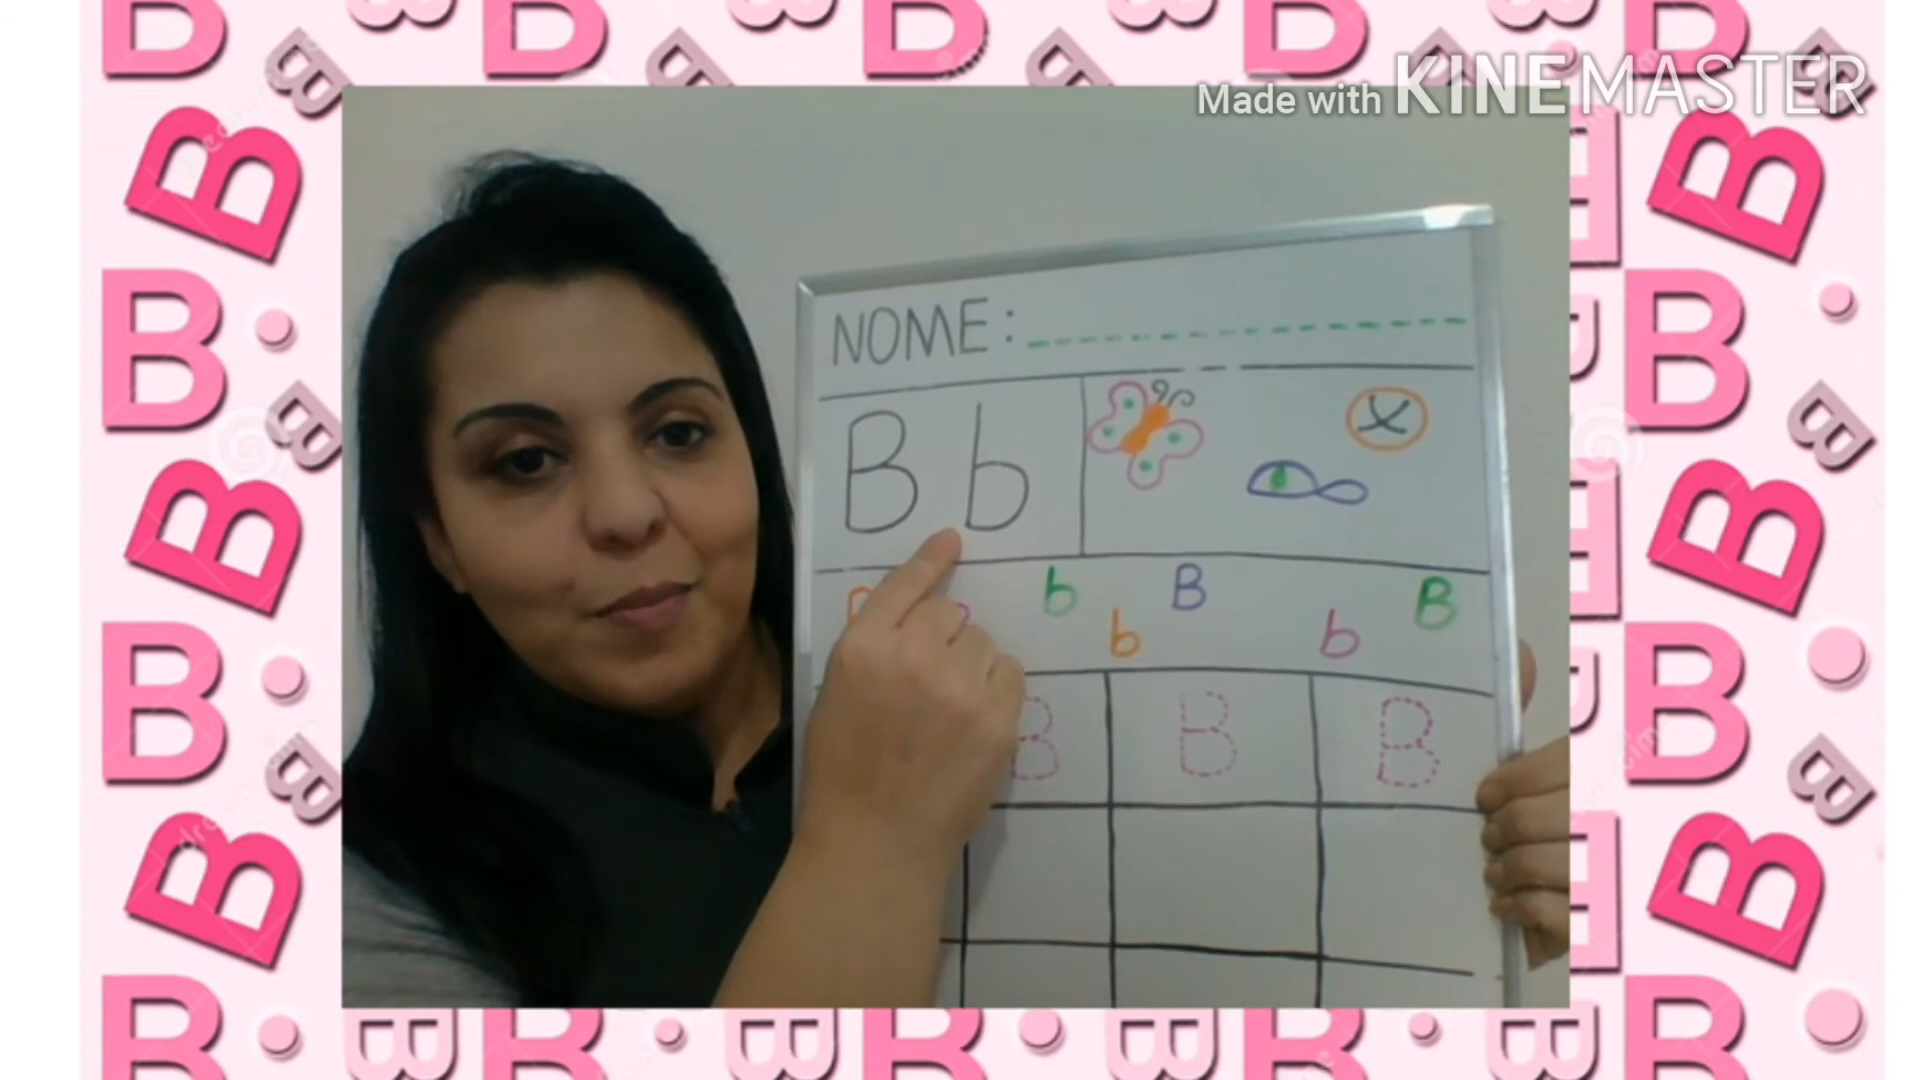 Made with KINEMASTER
NOME:
B b
b B B
b b
B B B